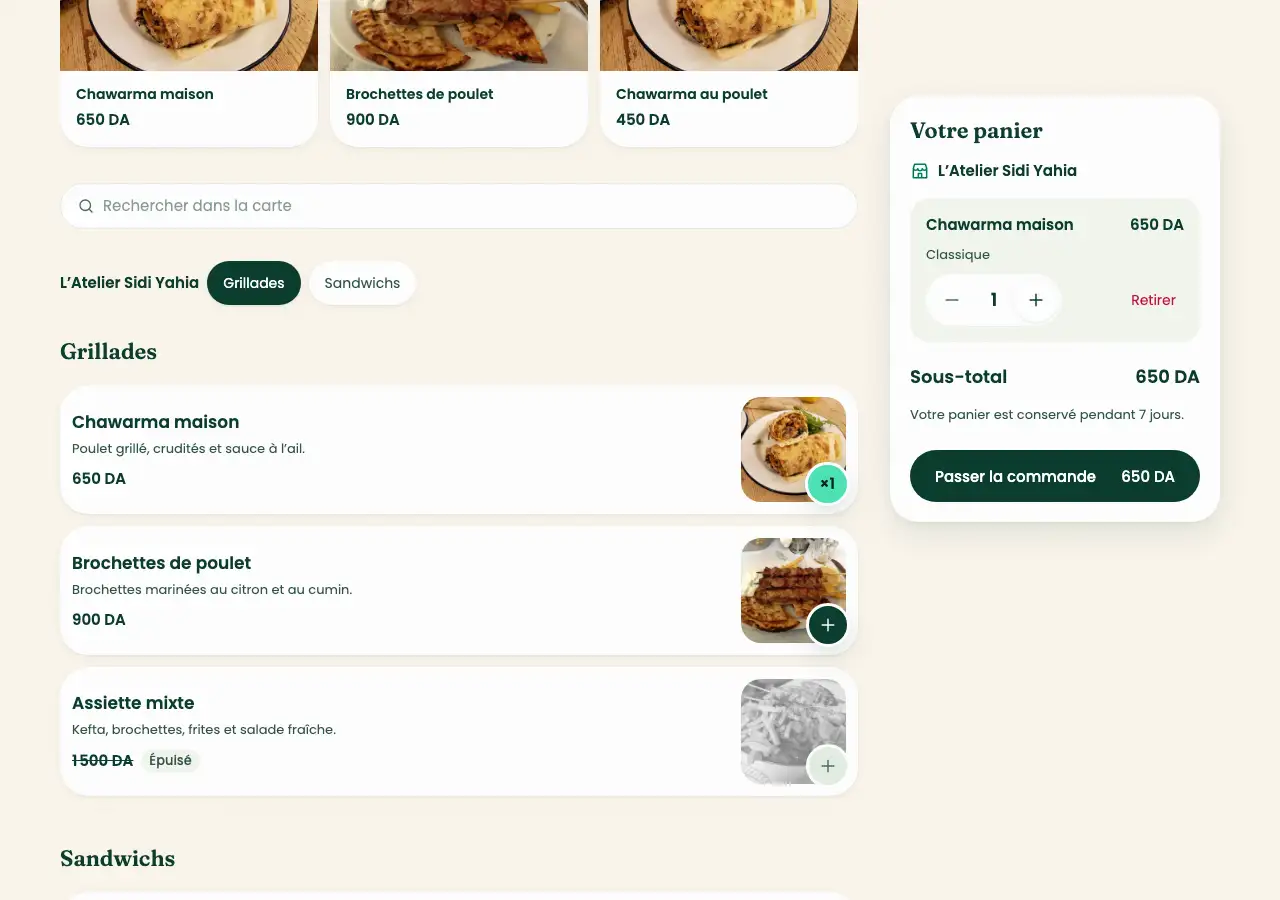 Chawarma maison
650 DA
Brochettes de poulet
900 DA
Chawarma au poulet
450 DA
Rechercher dans la carte
L’Atelier Sidi Yahia
Grillades
Sandwichs
Grillades
Chawarma maison
Poulet grillé, crudités et sauce à l’ail.
650 DA
×1
Brochettes de poulet
Brochettes marinées au citron et au cumin.
900 DA
Assiette mixte
Kefta, brochettes, frites et salade fraîche.
1 500 DA Épuisé
Sandwichs
Votre panier
L’Atelier Sidi Yahia
Chawarma maison 650 DA
Classique
1
Retirer
Sous-total 650 DA
Votre panier est conservé pendant 7 jours.
Passer la commande 650 DA